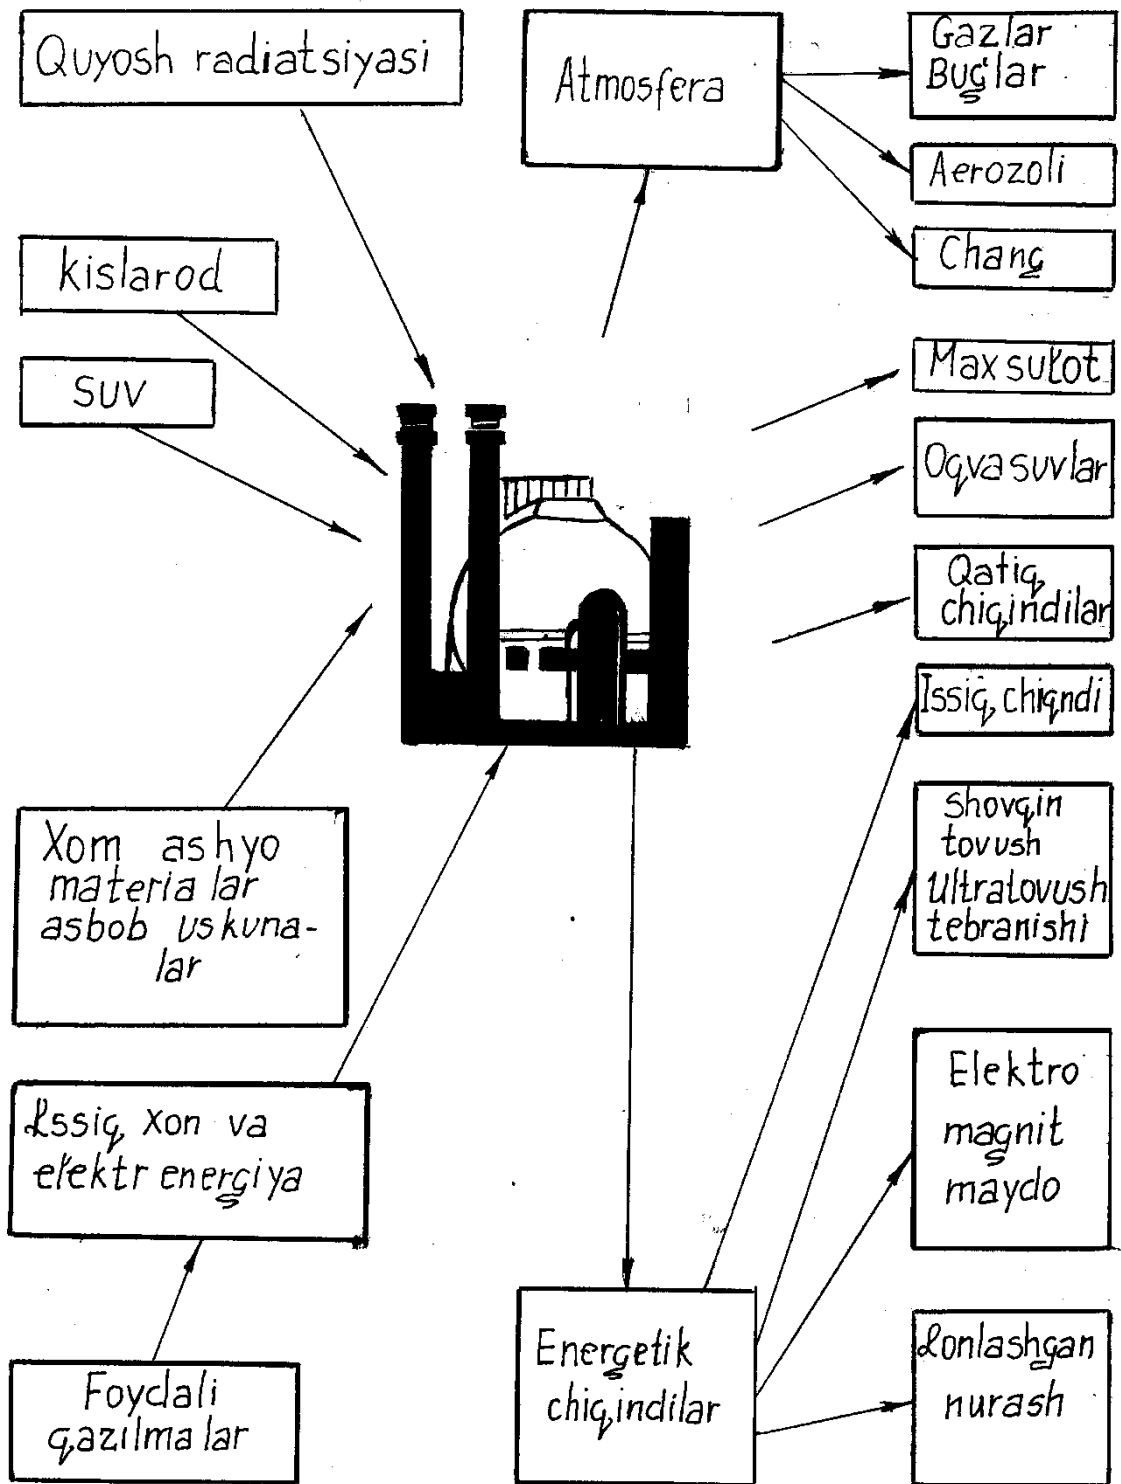 Quyosh radiatsiyasi
Atmosfera
Gazlar
Bug'lar
Aerozoli
Chang
kislarod
suv
Maxsulot
Oqva suvlar
Qatiq
chiqindilar
Issiq chiqndi
Shovqin
tovush
Ultratovush
tebranishi
Xom ashyo
materialar
asbob uskuna-
lar
Elektro
magnit
maydo
Issiq xon va
elektr energiya
Energetik
chiqindilar
Ionlashgan
nurash
Foydali
qazilmalar